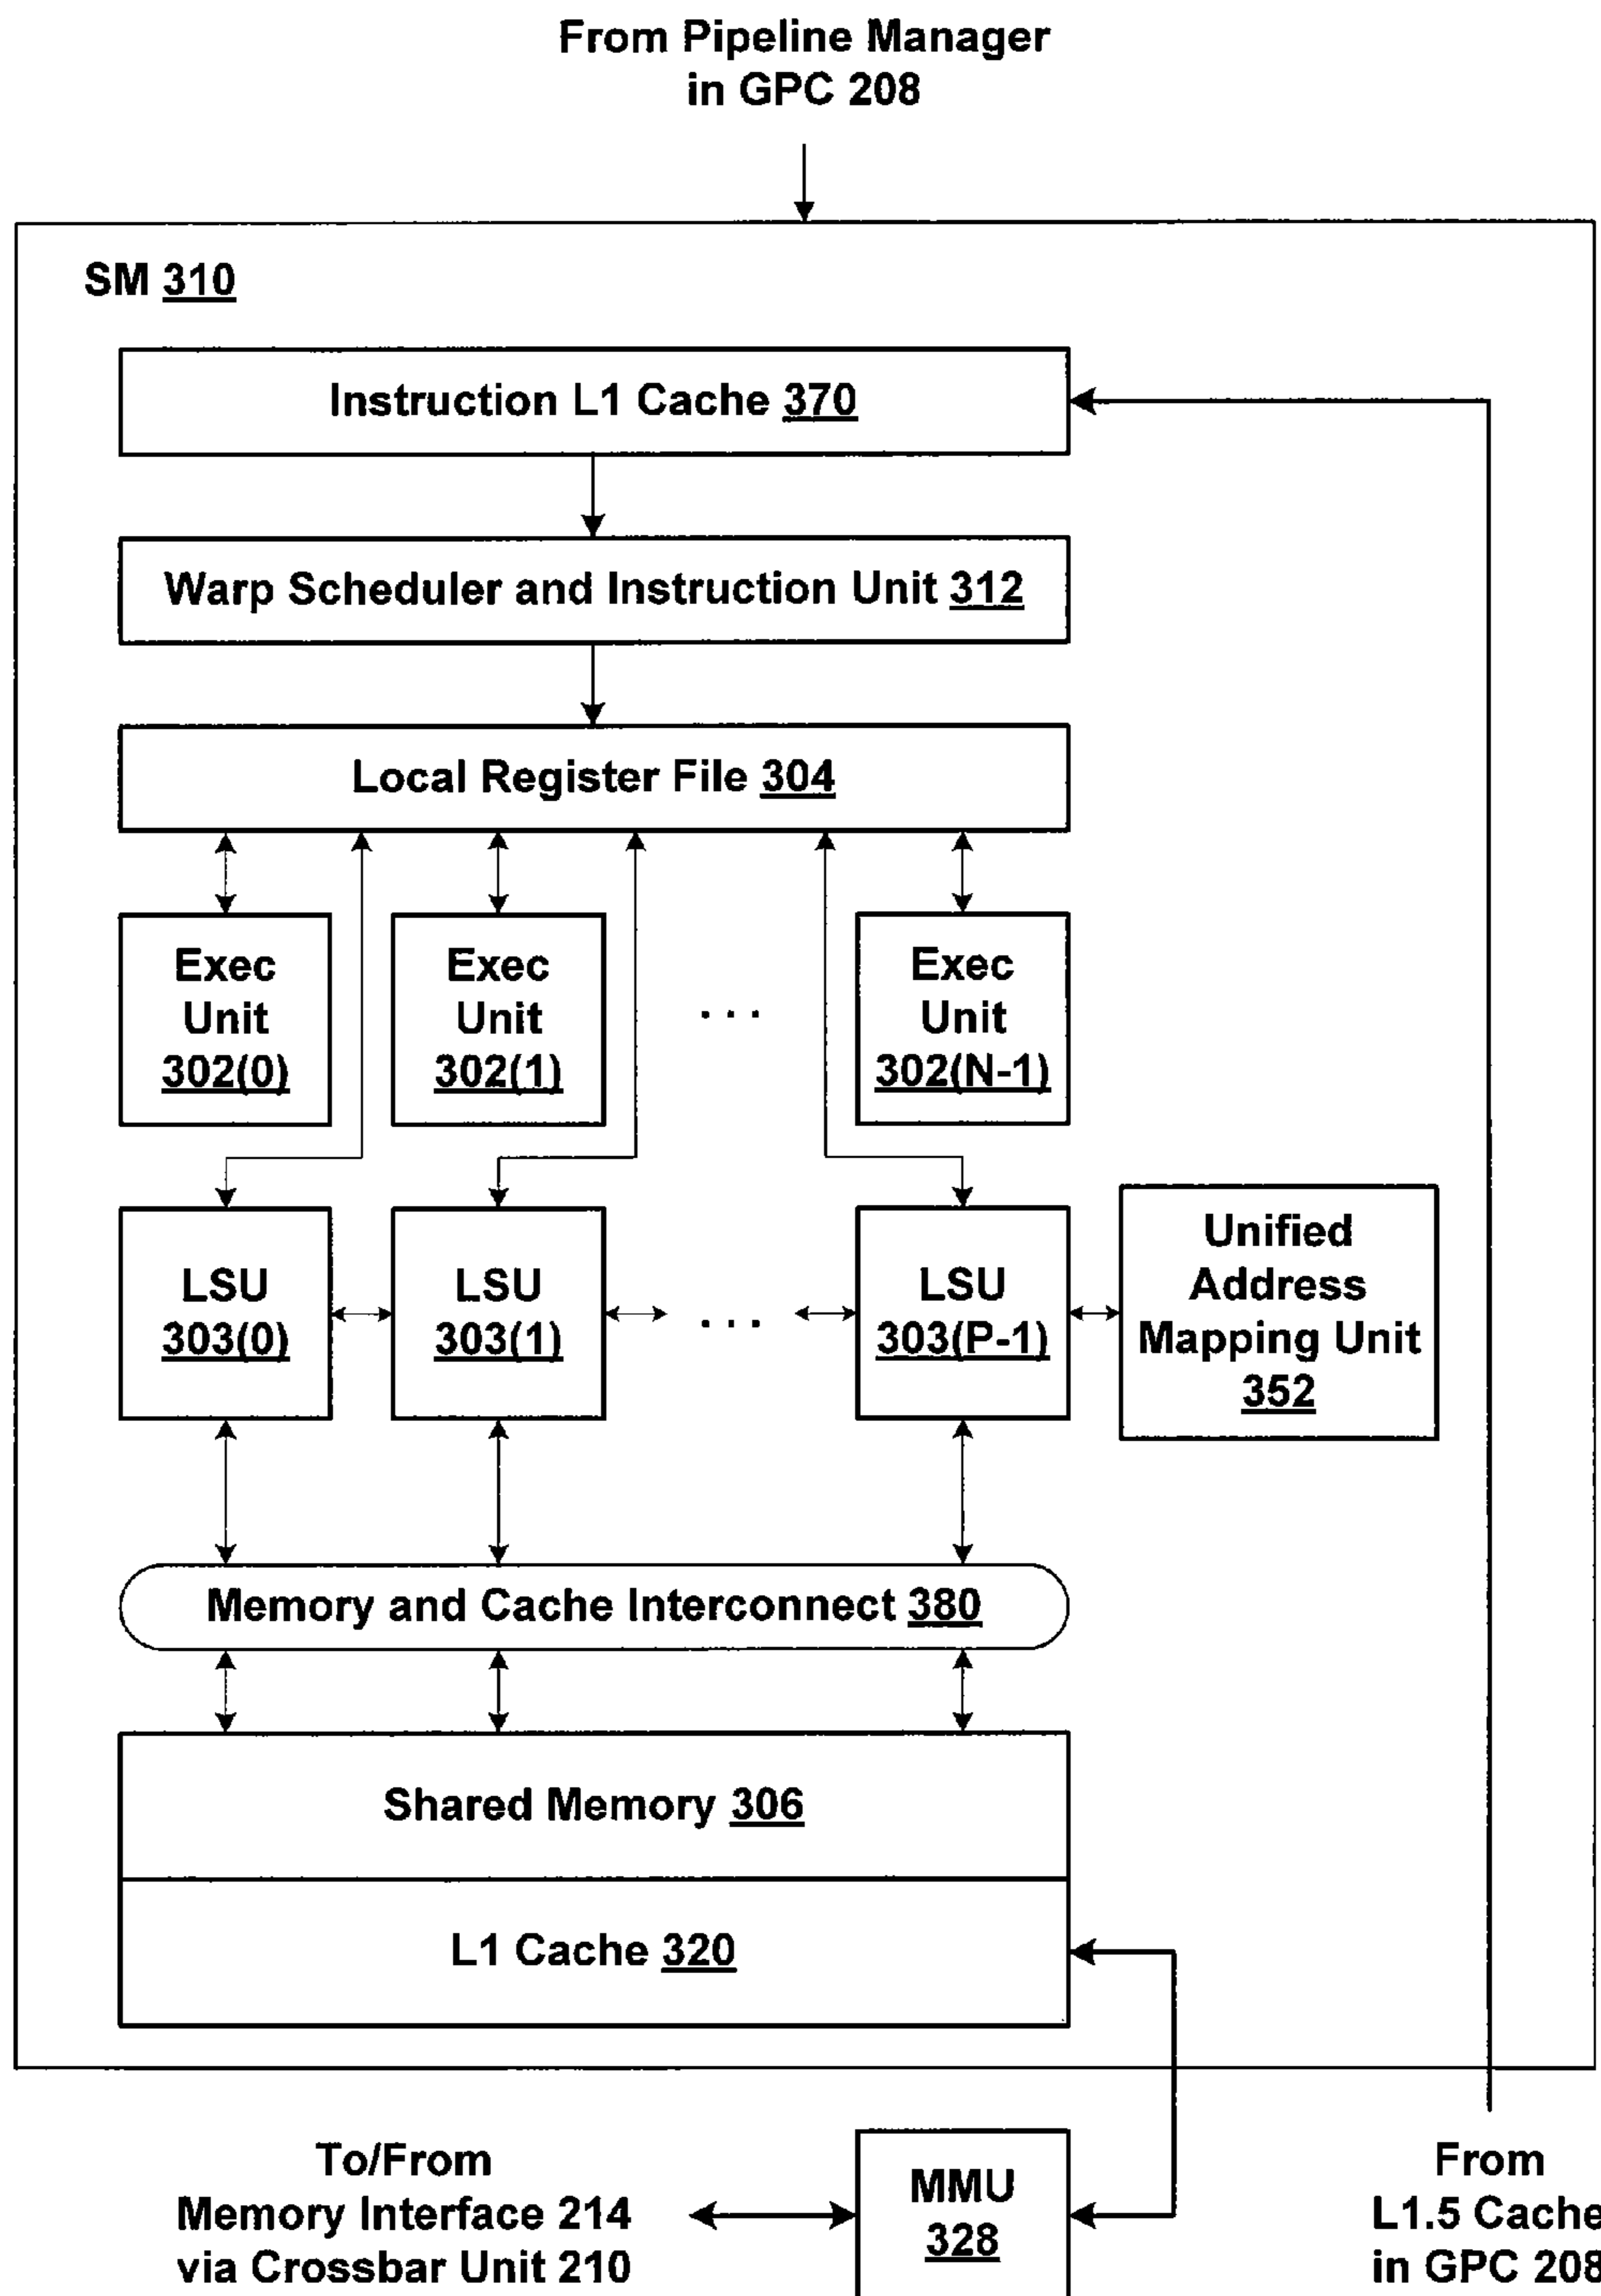 From Pipeline Manager
in GPC 208
SM 310
Instruction L1 Cache 370
Warp Scheduler and Instruction Unit 312
Local Register File 304
Exec
Unit
302(0)
Exec
Unit
302(1)
. . .
Exec
Unit
302(N-1)
LSU
303(0)
LSU
303(1)
. . .
LSU
303(P-1)
Unified
Address
Mapping Unit
352
Memory and Cache Interconnect 380
Shared Memory 306
L1 Cache 320
To/From
Memory Interface 214
via Crossbar Unit 210
MMU
328
From
L1.5 Cache
in GPC 208